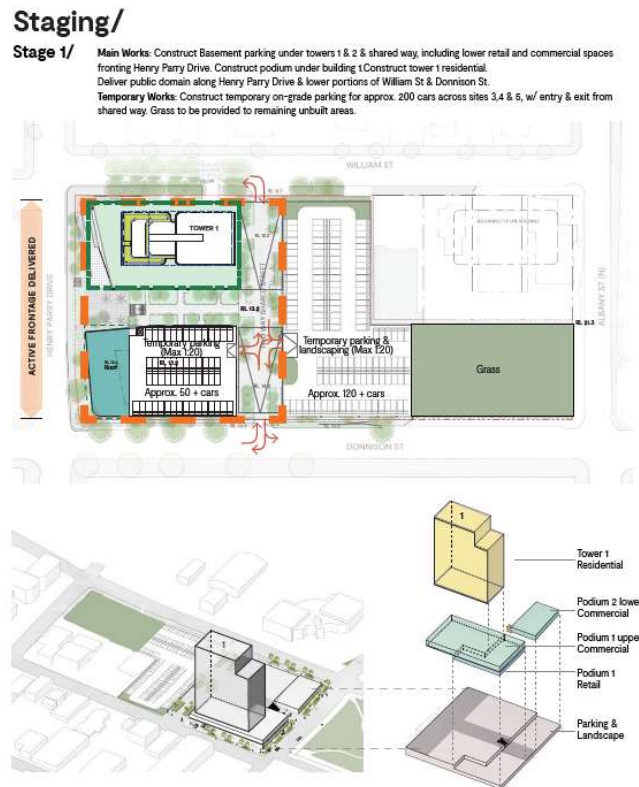 Staging/
Stage 1/
Main Works: Construct Basement parking under towers 1 & 2 & shared way, including lower retail and commercial spaces
fronting Henry Parry Drive. Construct podium under building 1.Construct tower 1 residential.
Deliver public domain along Henry Parry Drive & lower portions of William St & Donnison St.
Temporary Works: Construct temporary on-grade parking for approx. 200 cars across sites 3,4 & 5, w/ entry & exit from
shared way. Grass to be provided to remaining unbuilt areas.
WILLIAM ST
ACTIVE FRONTAGE DELIVERED
HENRY PARRY DRIVE
TOWER 1
ALBANY ST (N)
RL 21.3
Temporary parking
(Max 1:20)
Roof
Approx. 50 + cars
Temporary parking &
landscaping (Max 1:20)
Approx. 120 + cars
Grass
DONNISON ST
1
1
Tower 1
Residential
Podium 2 lowe
Commercial
Podium 1 uppe
Commercial
Podium 1
Retail
Parking &
Landscape